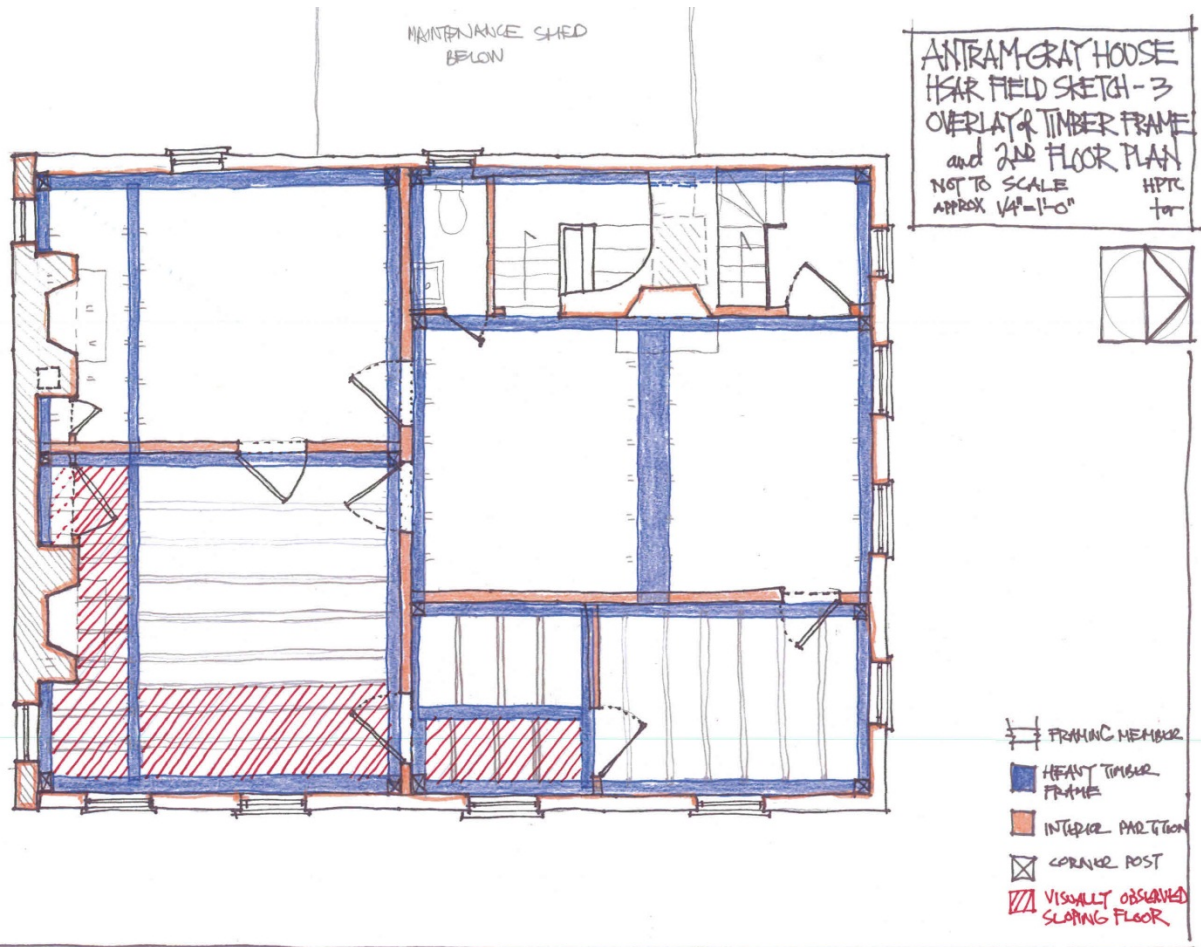 MAINTENANCE SHED
BELOW
ANTRAM-GRAY HOUSE
HSAR FIELD SKETCH - 3
OVERLAY of TIMBER FRAME
and 2ND FLOOR PLAN
NOT TO SCALE HPTC
APPROX 1/4"=1'-0"
FRAMING MEMBER
HEAVY TIMBER
FRAME
INTERIOR PARTITION
CORNER POST
VISUALLY OBSERVED
SLOPING FLOOR